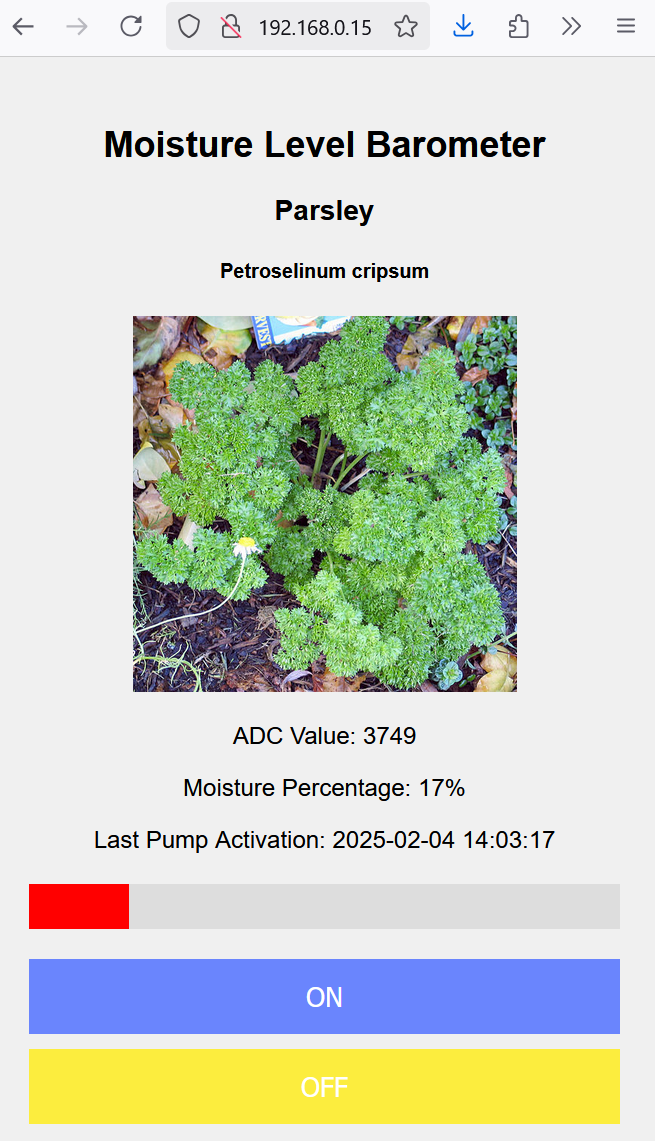 192.168.0.15
Moisture Level Barometer
Parsley
Petroselinum cripsum
VEST
ADC Value: 3749
Moisture Percentage: 17%
Last Pump Activation: 2025-02-04 14:03:17
ON
OFF